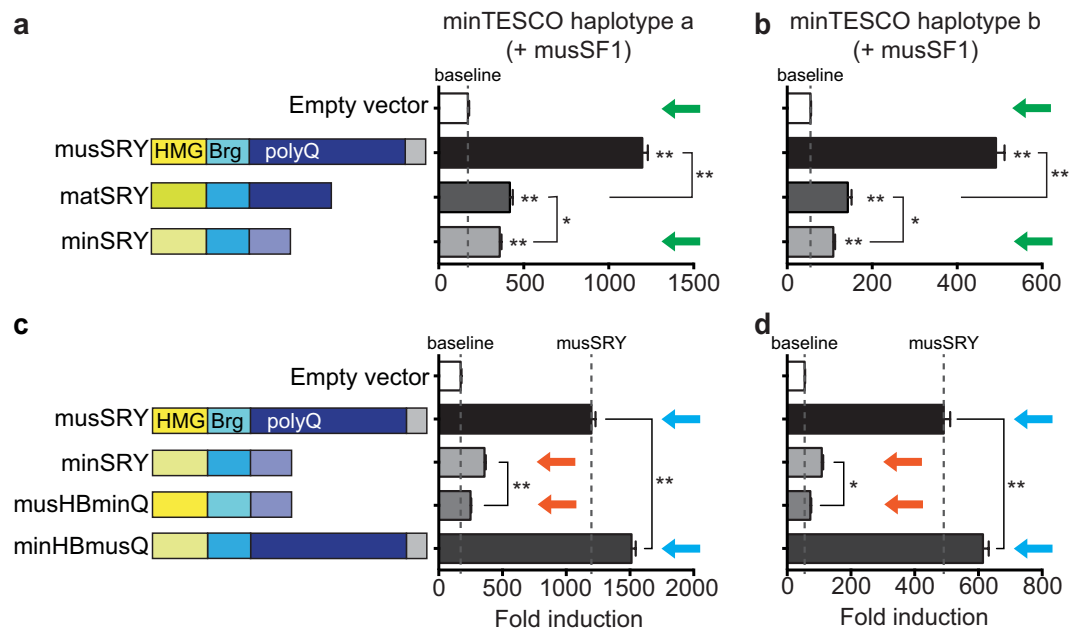 a
minTESCO haplotype a
(+ musSF1)
b
minTESCO haplotype b
(+ musSF1)
baseline
baseline
Empty vector
musSRY
HMG Brg polyQ
** **
** **
matSRY
** *
** *
minSRY
**
**
0 500 1000 1500
0 200 400 600
c
d
baseline musSRY
baseline musSRY
Empty vector
musSRY
HMG Brg polyQ
minSRY
** **
* **
musHBminQ
minHBmusQ
0 500 1000 1500 2000
0 200 400 600 800
Fold induction
Fold induction